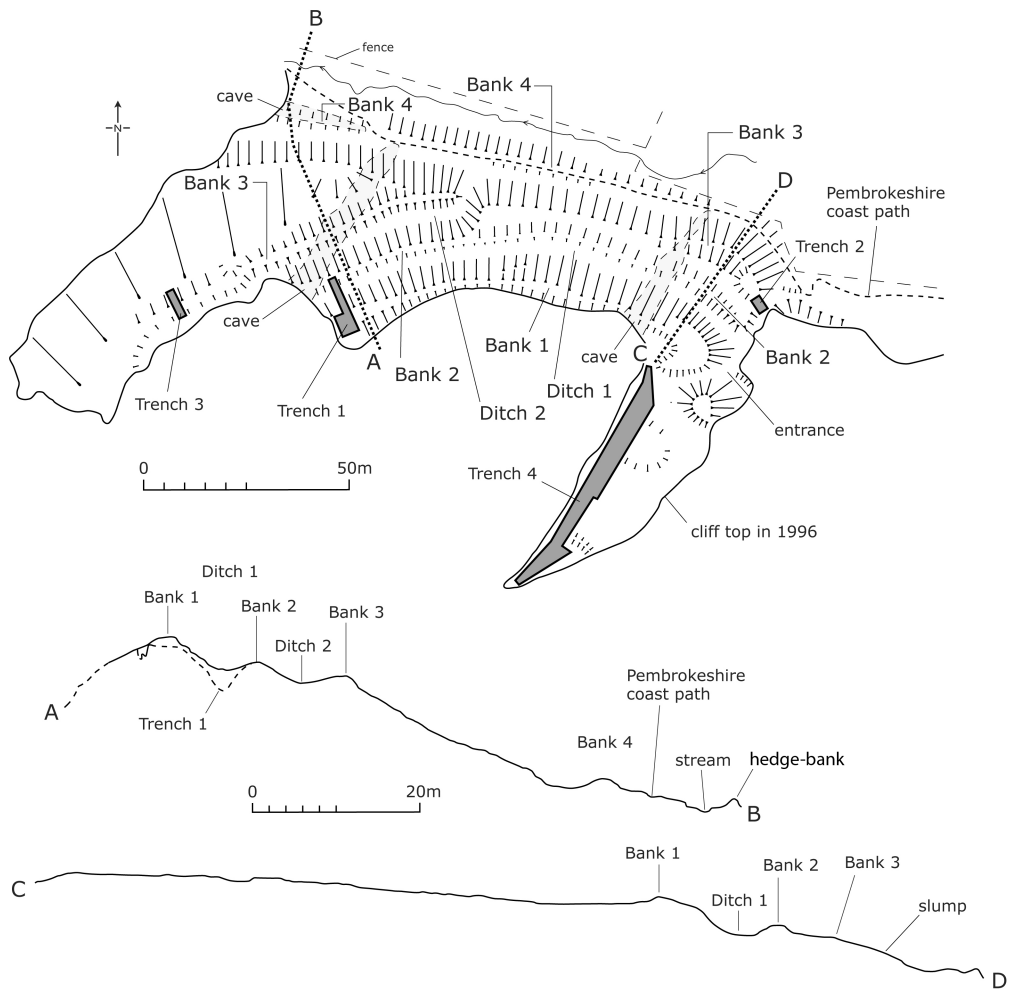 B
fence
Bank 4
cave
Bank 4
N
Bank 3
D
Bank 3
Pembrokeshire
coast path
Trench 2
cave
Bank 1
cave
C
Bank 2
A
Bank 2
Ditch 1
Trench 3
Trench 1
Ditch 2
entrance
0 50m
Trench 4
cliff top in 1996
Ditch 1
Bank 1
Bank 2
Bank 3
Ditch 2
Pembrokeshire
coast path
A
Trench 1
Bank 4
stream
hedge-bank
0 20m
B
Bank 1
Bank 2
Bank 3
C
Ditch 1
slump
D